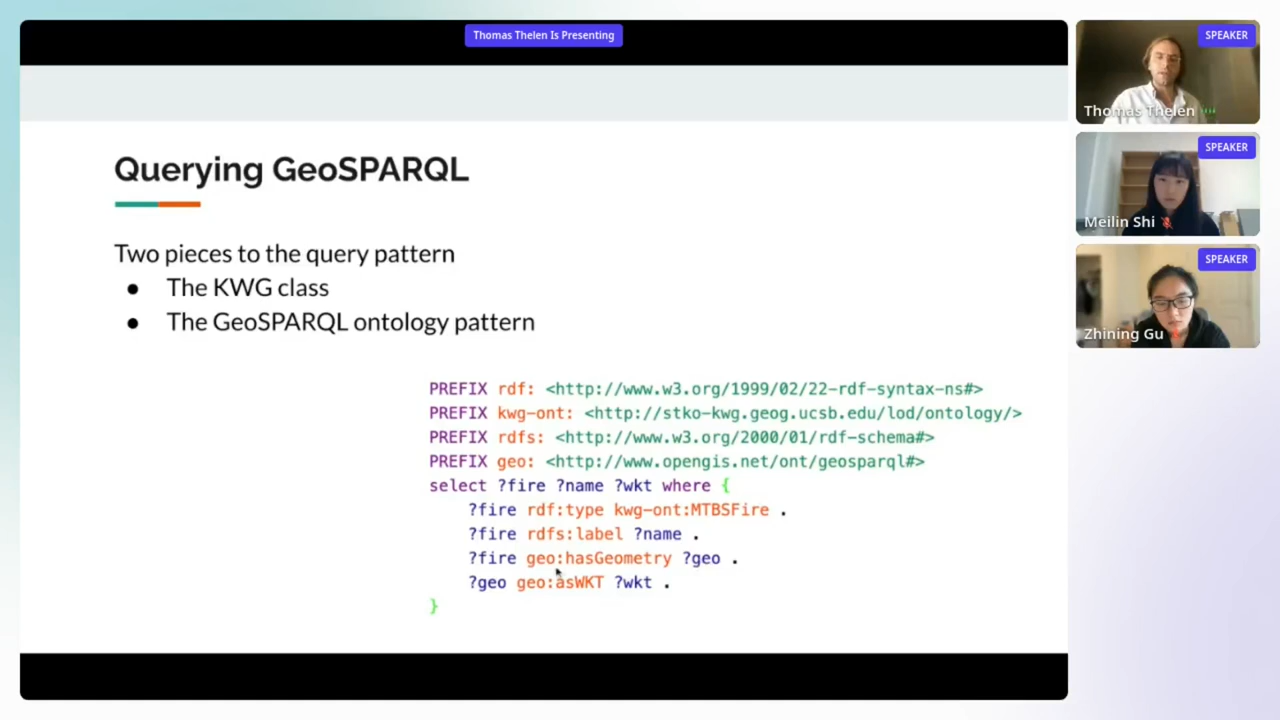 Thomas Thelen Is Presenting
Querying GeoSPARQL
Two pieces to the query pattern
● The KWG class
● The GeoSPARQL ontology pattern
PREFIX rdf: <http://www.w3.org/1999/02/22-rdf-syntax-ns#>
PREFIX kwg-ont: <http://stko-kwg.geog.ucsb.edu/lod/ontology/>
PREFIX rdfs: <http://www.w3.org/2000/01/rdf-schema#>
PREFIX geo: <http://www.opengis.net/ont/geosparql#>
select ?fire ?name ?wkt where {
?fire rdf:type kwg-ont:MTBSFire .
?fire rdfs:label ?name .
?fire geo:hasGeometry ?geo .
?geo geo:asWKT ?wkt .
}
SPEAKER
Thomas Thelen
SPEAKER
Meilin Shi
SPEAKER
Zhining Gu